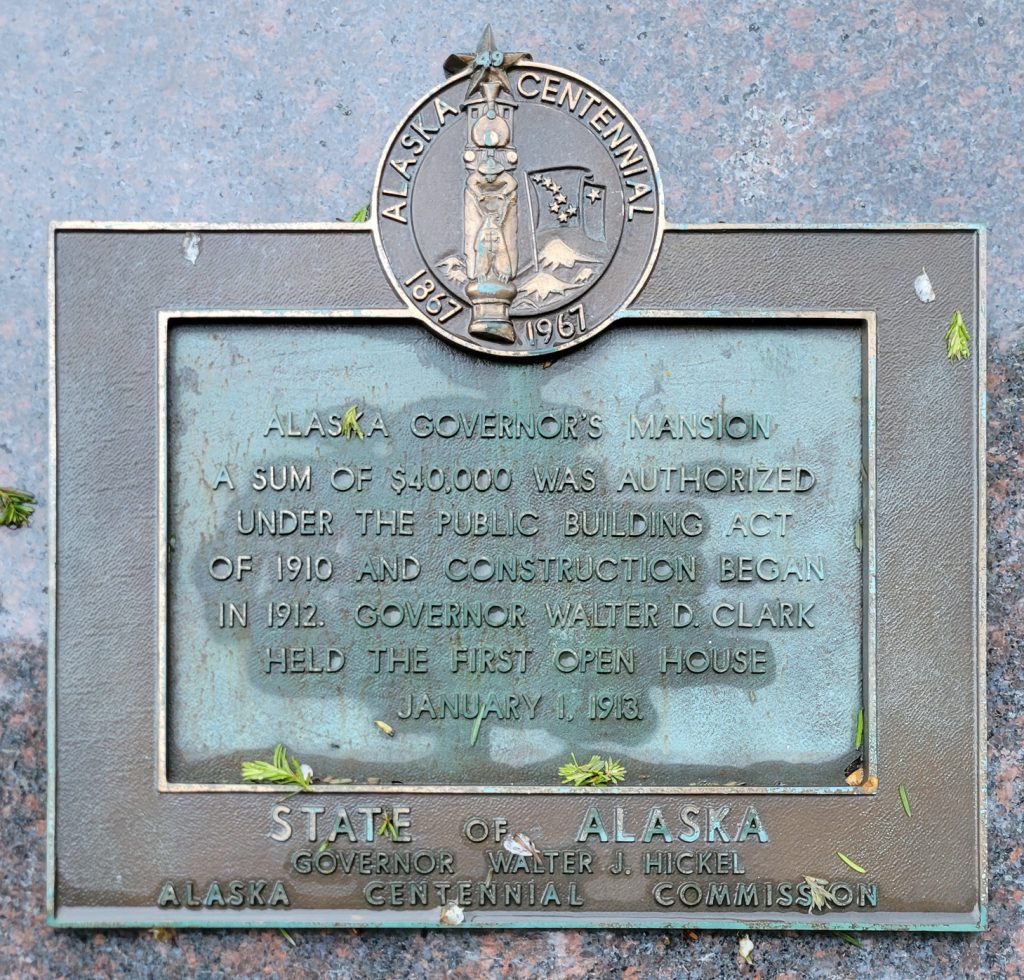 49
ALASKA CENTENNIAL
1867 1967
ALASKA GOVERNOR'S MANSION
A SUM OF $40,000 WAS AUTHORIZED
UNDER THE PUBLIC BUILDING ACT
OF 1910 AND CONSTRUCTION BEGAN
IN 1912. GOVERNOR WALTER D. CLARK
HELD THE FIRST OPEN HOUSE
JANUARY 1, 1913.
STATE OF ALASKA
GOVERNOR WALTER J. HICKEL
ALASKA CENTENNIAL COMMISSION